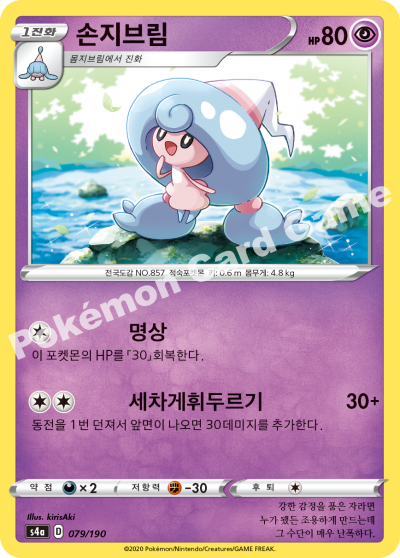 1진화
손지브림
HP 80
몸지브림에서 진화
전국도감 NO.857 적숙포켓몬 키: 0.6 m 몸무게: 4.8 kg
Pokémon Card Game
명상
이 포켓몬의 HP를 「30」회복한다.
세차게휘두르기 30+
동전을 1번 던져서 앞면이 나오면 30데미지를 추가한다.
약점 ×2 저항력 -30 후퇴
Illus. kirisAki
s4a D 079/190
강한 감정을 품은 자라면
누가 됐든 조용하게 만드는데
그 수단이 매우 난폭하다.
©2020 Pokémon/Nintendo/Creatures/GAME FREAK.